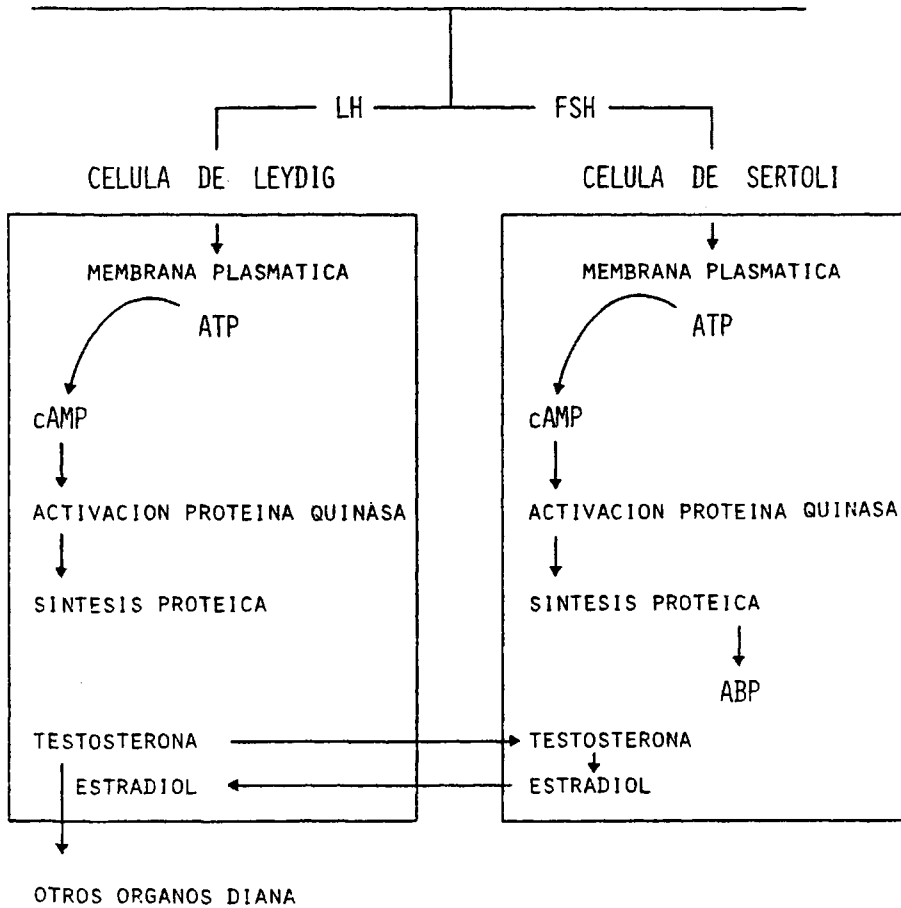 LH FSH
CELULA DE LEYDIG
MEMBRANA PLASMATICA
ATP
cAMP
ACTIVACION PROTEINA QUINÀSA
SINTESIS PROTEICA
TESTOSTERONA
ESTRADIOL
OTROS ORGANOS DIANA
CELULA DE SERTOLI
MEMBRANA PLASMATICA
ATP
cAMP
ACTIVACION PROTEINA QUINASA
SINTESIS PROTEICA
ABP
TESTOSTERONA
ESTRADIOL